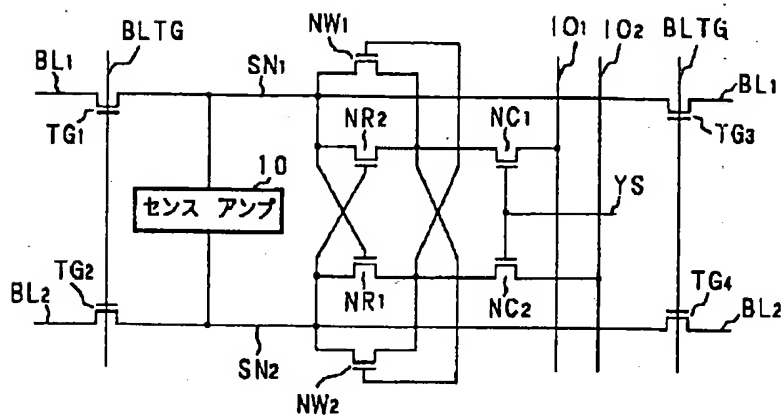 BLTG
NW1
IO1
IO2
BLTG
BL1
SN1
BL1
TG1
NR2
NC1
TG3
10
センス アンプ
YS
TG2
TG4
BL2
NR1
NC2
BL2
SN2
NW2